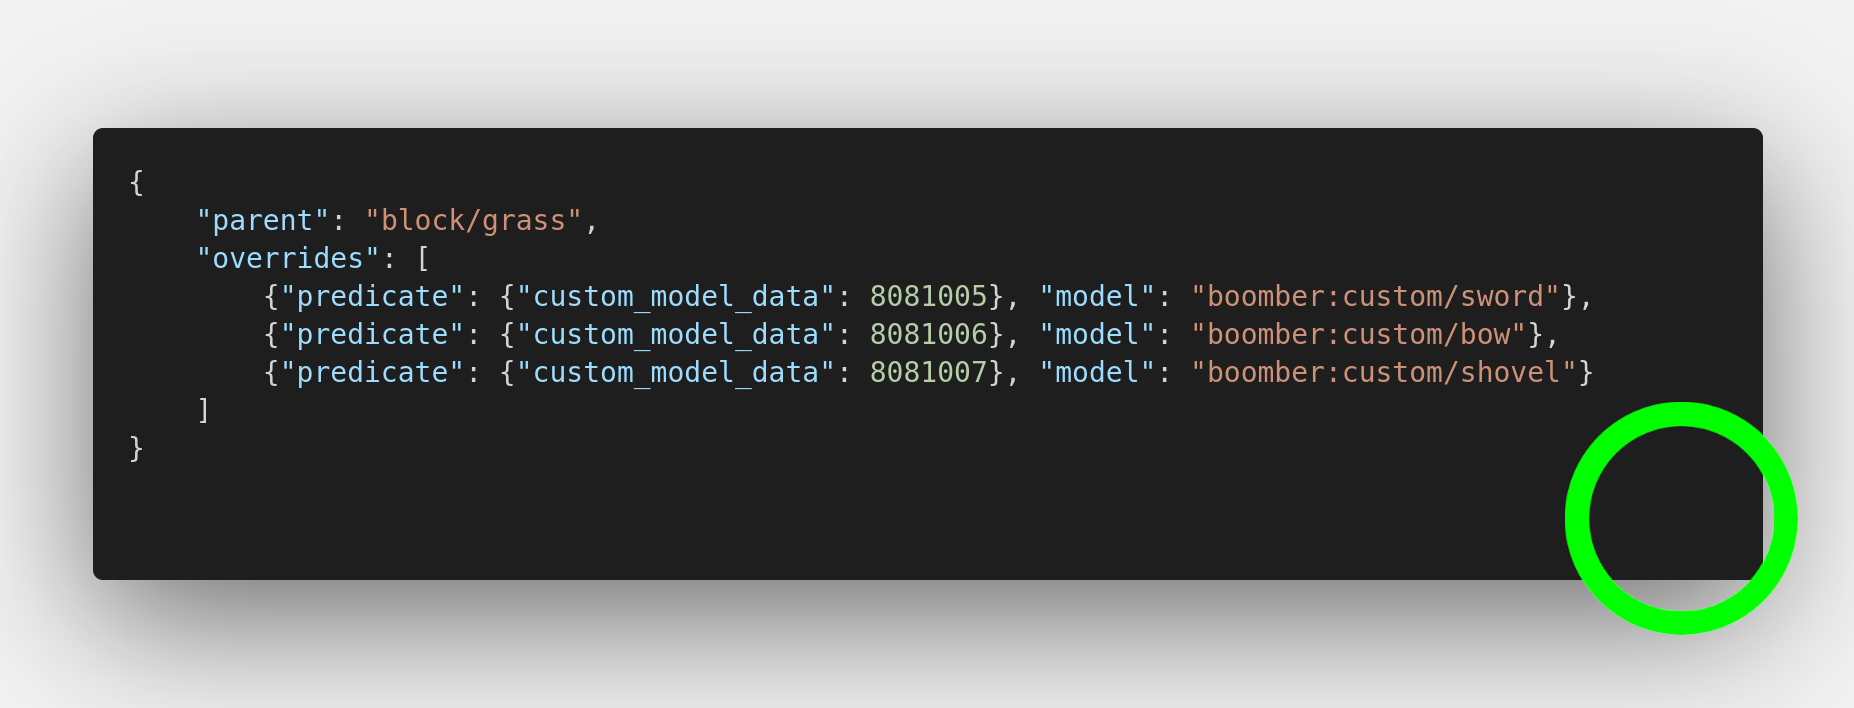 {
    "parent": "block/grass",
    "overrides": [
        {"predicate": {"custom_model_data": 8081005}, "model": "boomber:custom/sword"},
        {"predicate": {"custom_model_data": 8081006}, "model": "boomber:custom/bow"},
        {"predicate": {"custom_model_data": 8081007}, "model": "boomber:custom/shovel"}
    ]
}